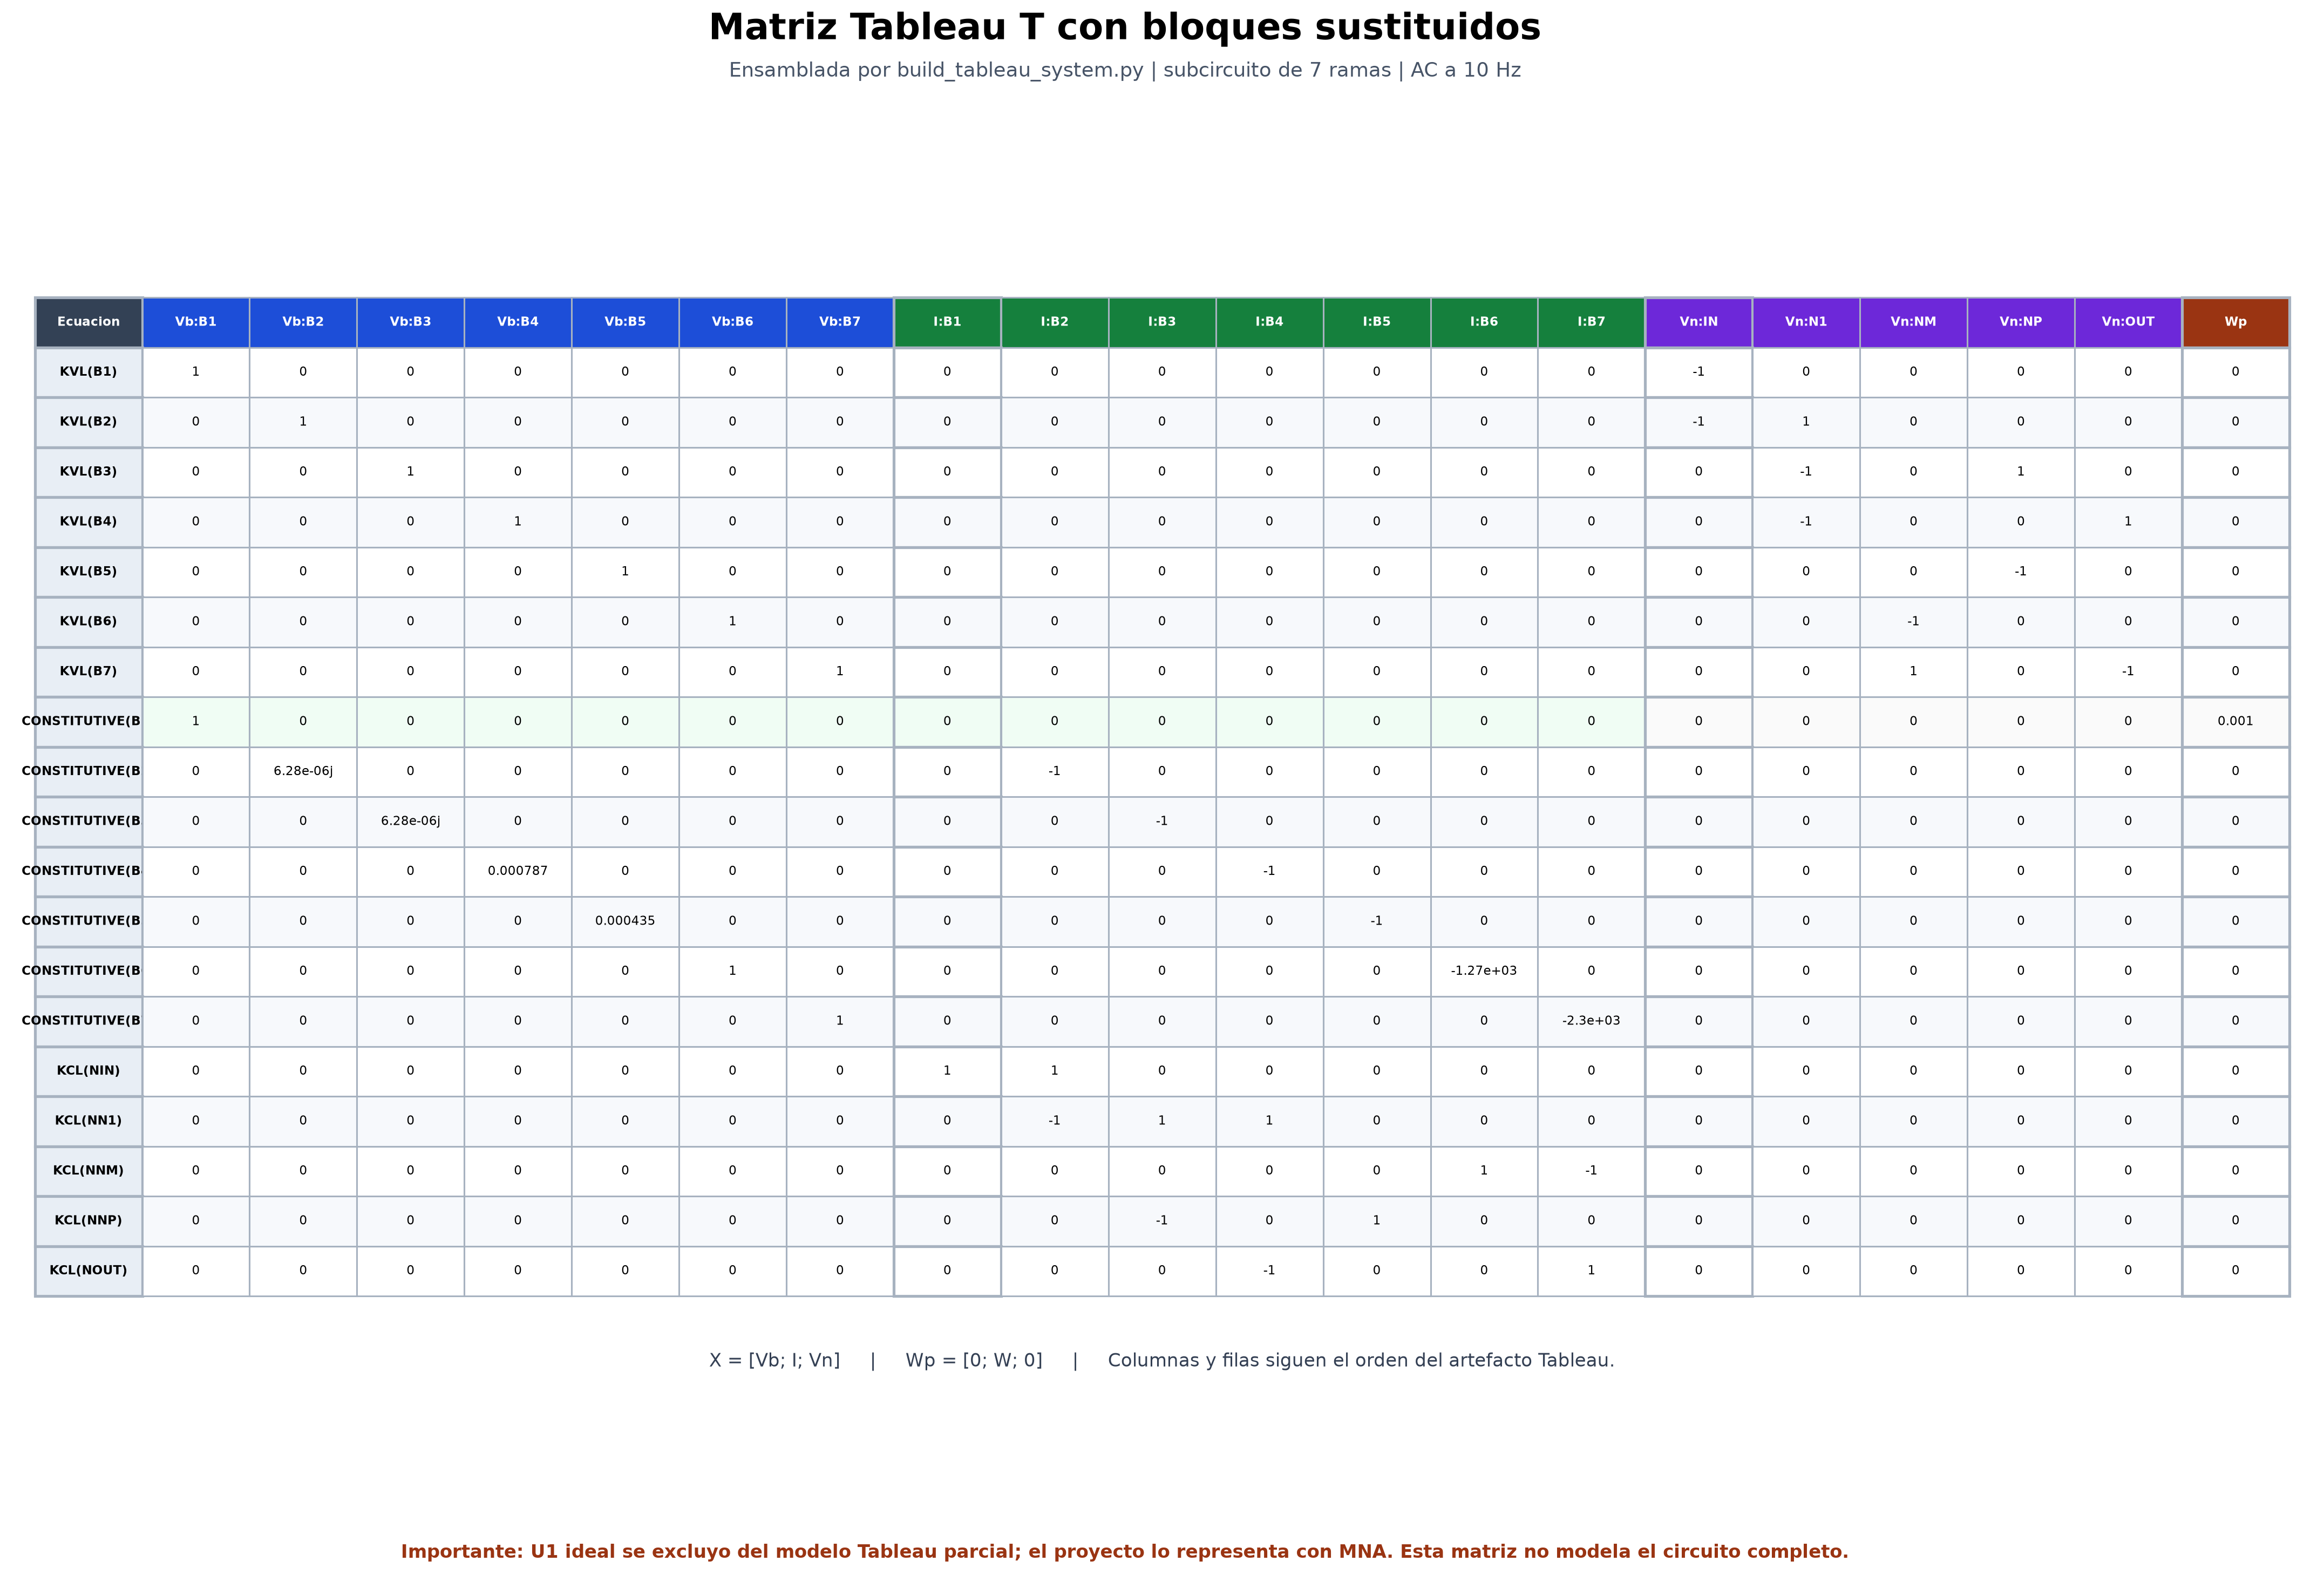 Matriz Tableau T con bloques sustituidos
Ensamblada por build_tableau_system.py | subcircuito de 7 ramas | AC a 10 Hz
Ecuacion Vb:B1 Vb:B2 Vb:B3 Vb:B4 Vb:B5 Vb:B6 Vb:B7 I:B1 I:B2 I:B3 I:B4 I:B5 I:B6 I:B7 Vn:IN Vn:N1 Vn:NM Vn:NP Vn:OUT Wp
KVL(B1) 1 0 0 0 0 0 0 0 0 0 0 0 0 0 -1 0 0 0 0 0
KVL(B2) 0 1 0 0 0 0 0 0 0 0 0 0 0 0 -1 1 0 0 0 0
KVL(B3) 0 0 1 0 0 0 0 0 0 0 0 0 0 0 0 -1 0 1 0 0
KVL(B4) 0 0 0 1 0 0 0 0 0 0 0 0 0 0 0 -1 0 0 1 0
KVL(B5) 0 0 0 0 1 0 0 0 0 0 0 0 0 0 0 0 0 -1 0 0
KVL(B6) 0 0 0 0 0 1 0 0 0 0 0 0 0 0 0 0 -1 0 0 0
KVL(B7) 0 0 0 0 0 0 1 0 0 0 0 0 0 0 0 0 1 0 -1 0
CONSTITUTIVE(B 1 0 0 0 0 0 0 0 0 0 0 0 0 0 0 0 0 0 0 0.001
CONSTITUTIVE(B 0 6.28e-06j 0 0 0 0 0 0 -1 0 0 0 0 0 0 0 0 0 0 0
CONSTITUTIVE(B 0 0 6.28e-06j 0 0 0 0 0 0 -1 0 0 0 0 0 0 0 0 0 0
CONSTITUTIVE(B 0 0 0 0.000787 0 0 0 0 0 0 -1 0 0 0 0 0 0 0 0 0
CONSTITUTIVE(B 0 0 0 0 0.000435 0 0 0 0 0 0 -1 0 0 0 0 0 0 0 0
CONSTITUTIVE(B 0 0 0 0 0 1 0 0 0 0 0 0 -1.27e+03 0 0 0 0 0 0 0
CONSTITUTIVE(B 0 0 0 0 0 0 1 0 0 0 0 0 0 -2.3e+03 0 0 0 0 0 0
KCL(NIN) 0 0 0 0 0 0 0 1 1 0 0 0 0 0 0 0 0 0 0 0
KCL(NN1) 0 0 0 0 0 0 0 0 -1 1 1 0 0 0 0 0 0 0 0 0
KCL(NNM) 0 0 0 0 0 0 0 0 0 0 0 0 1 -1 0 0 0 0 0 0
KCL(NNP) 0 0 0 0 0 0 0 0 0 -1 0 1 0 0 0 0 0 0 0 0
KCL(NOUT) 0 0 0 0 0 0 0 0 0 0 -1 0 0 1 0 0 0 0 0 0
X = [Vb; I; Vn] | Wp = [0; W; 0] | Columnas y filas siguen el orden del artefacto Tableau.
Importante: U1 ideal se excluyo del modelo Tableau parcial; el proyecto lo representa con MNA. Esta matriz no modela el circuito completo.